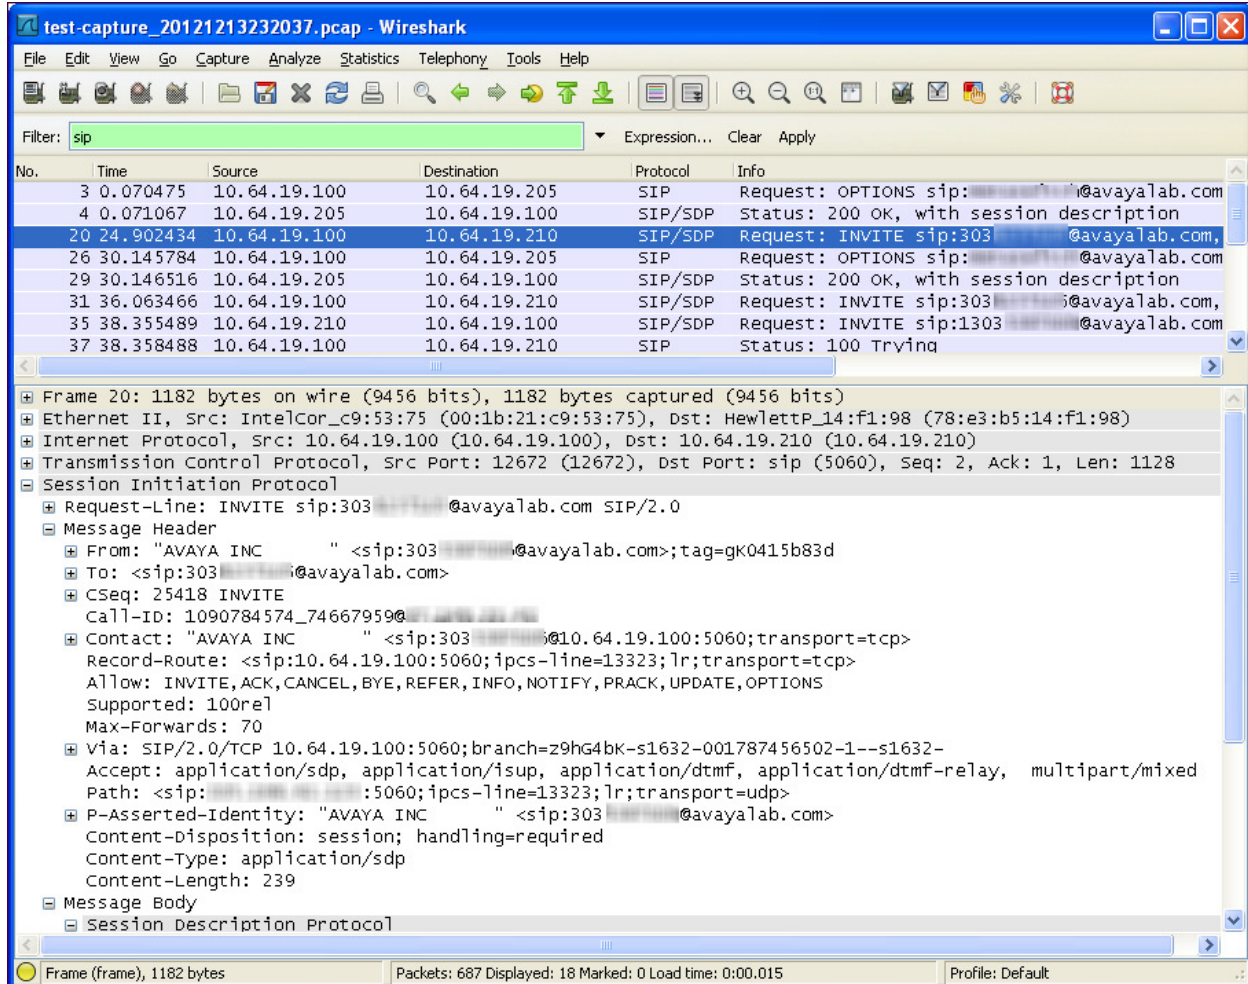 test-capture_20121213232037.pcap - Wireshark
File Edit View Go Capture Analyze Statistics Telephony Tools Help
Filter: sip Expression... Clear Apply
No. Time Source Destination Protocol Info
3 0.070475 10.64.19.100 10.64.19.205 SIP Request: OPTIONS sip: @avayalab.com
4 0.071067 10.64.19.205 10.64.19.100 SIP/SDP Status: 200 OK, with session description
20 24.902434 10.64.19.100 10.64.19.210 SIP/SDP Request: INVITE sip:303 @avayalab.com,
26 30.145784 10.64.19.100 10.64.19.205 SIP Request: OPTIONS sip: @avayalab.com
29 30.146516 10.64.19.205 10.64.19.100 SIP/SDP Status: 200 OK, with session description
31 36.063466 10.64.19.100 10.64.19.210 SIP/SDP Request: INVITE sip:303 @avayalab.com,
35 38.355489 10.64.19.210 10.64.19.100 SIP/SDP Request: INVITE sip:1303 @avayalab.com
37 38.358488 10.64.19.100 10.64.19.210 SIP Status: 100 Trying
Frame 20: 1182 bytes on wire (9456 bits), 1182 bytes captured (9456 bits)
Ethernet II, Src: IntelCor_c9:53:75 (00:1b:21:c9:53:75), Dst: HewlettP_14:f1:98 (78:e3:b5:14:f1:98)
Internet Protocol, Src: 10.64.19.100 (10.64.19.100), Dst: 10.64.19.210 (10.64.19.210)
Transmission Control Protocol, Src Port: 12672 (12672), Dst Port: sip (5060), Seq: 2, Ack: 1, Len: 1128
Session Initiation Protocol
Request-Line: INVITE sip:303 @avayalab.com SIP/2.0
Message Header
From: "AVAYA INC " <sip:303 @avayalab.com>;tag=gK0415b83d
To: <sip:303 @avayalab.com>
CSeq: 25418 INVITE
Call-ID: 1090784574_74667959@
Contact: "AVAYA INC " <sip:303 @10.64.19.100:5060;transport=tcp>
Record-Route: <sip:10.64.19.100:5060;ipcs-line=13323;lr;transport=tcp>
Allow: INVITE,ACK,CANCEL,BYE,REFER,INFO,NOTIFY,PRACK,UPDATE,OPTIONS
Supported: 100rel
Max-Forwards: 70
Via: SIP/2.0/TCP 10.64.19.100:5060;branch=z9hG4bK-s1632-001787456502-1--s1632-
Accept: application/sdp, application/isup, application/dtmf, application/dtmf-relay, multipart/mixed
Path: <sip: :5060;ipcs-line=13323;lr;transport=udp>
P-Asserted-Identity: "AVAYA INC " <sip:303 @avayalab.com>
Content-Disposition: session; handling=required
Content-Type: application/sdp
Content-Length: 239
Message Body
Session Description Protocol
Frame (frame), 1182 bytes Packets: 687 Displayed: 18 Marked: 0 Load time: 0:00.015 Profile: Default